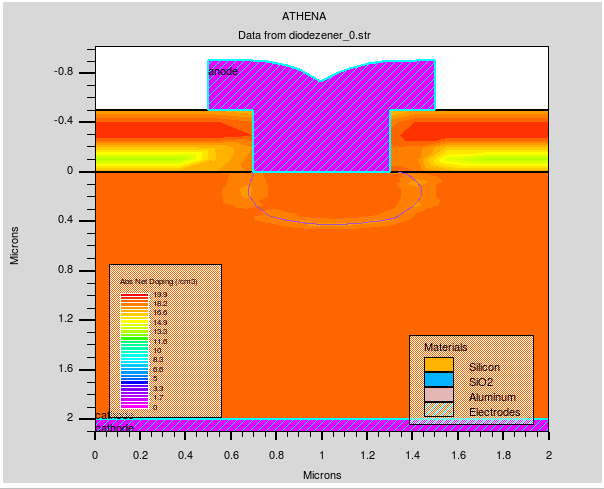 ATHENA
Data from diodezener_0.str
anode
-0.8
-0.4
0
0.4
0.8
1.2
1.6
2
Microns
Abs Net Doping (/cm3)
19.9
18.2
16.6
14.9
13.3
11.6
10
8.3
6.6
5
3.3
1.7
0
Materials
Silicon
SiO2
Aluminum
Electrodes
cathode
cathode
0
0.2
0.4
0.6
0.8
1
1.2
1.4
1.6
1.8
2
Microns